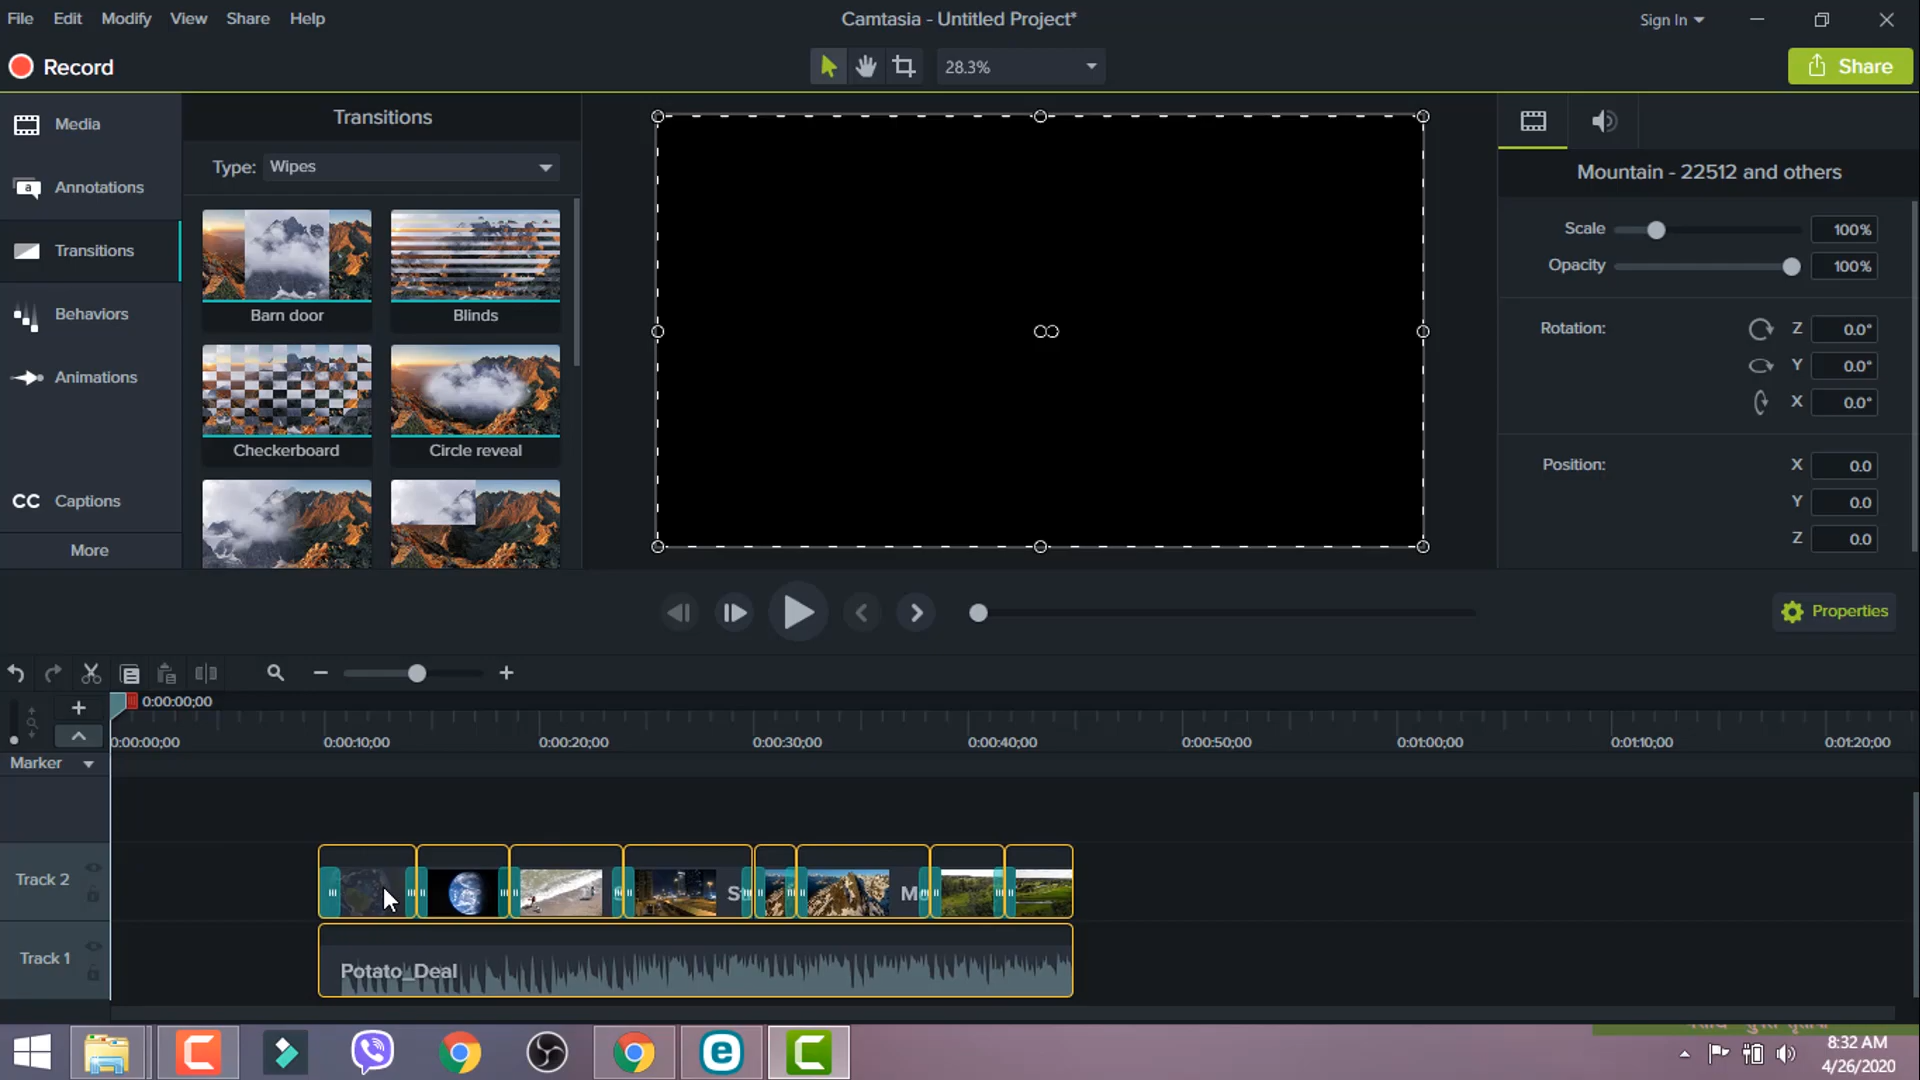 File Edit Modify View Share Help
Camtasia - Untitled Project*
Sign In
Record
28.3%
Share
Media
Annotations
Transitions
Behaviors
Animations
CC Captions
More
Transitions
Type: Wipes
Barn door
Blinds
Checkerboard
Circle reveal
Mountain - 22512 and others
Scale 100%
Opacity 100%
Rotation: Z 0.0°
Y 0.0°
X 0.0°
Position: X 0.0
Y 0.0
Z 0.0
Properties
0:00:00;00
0:00:00;00 0:00:10;00 0:00:20;00 0:00:30;00 0:00:40;00 0:00:50;00 0:01:00;00 0:01:10;00 0:01:20;00
Marker
Track 2
Track 1
Potato_Deal
8:32 AM
4/26/2020